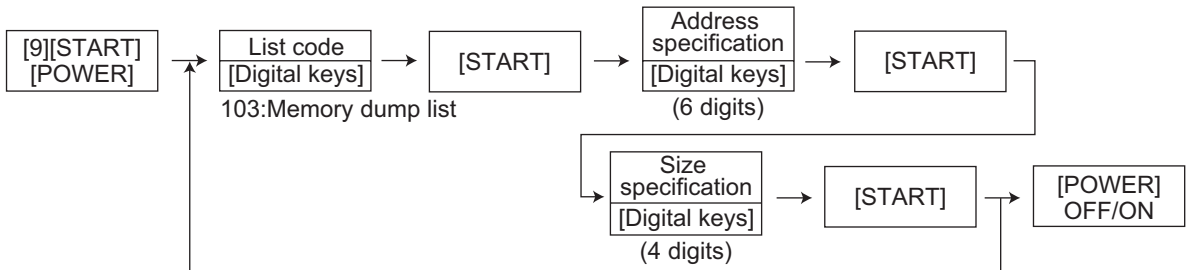 [9][START]
[POWER]
List code
[Digital keys]
103:Memory dump list
[START]
Address
specification
[Digital keys]
(6 digits)
[START]
Size
specification
[Digital keys]
(4 digits)
[START]
[POWER]
OFF/ON